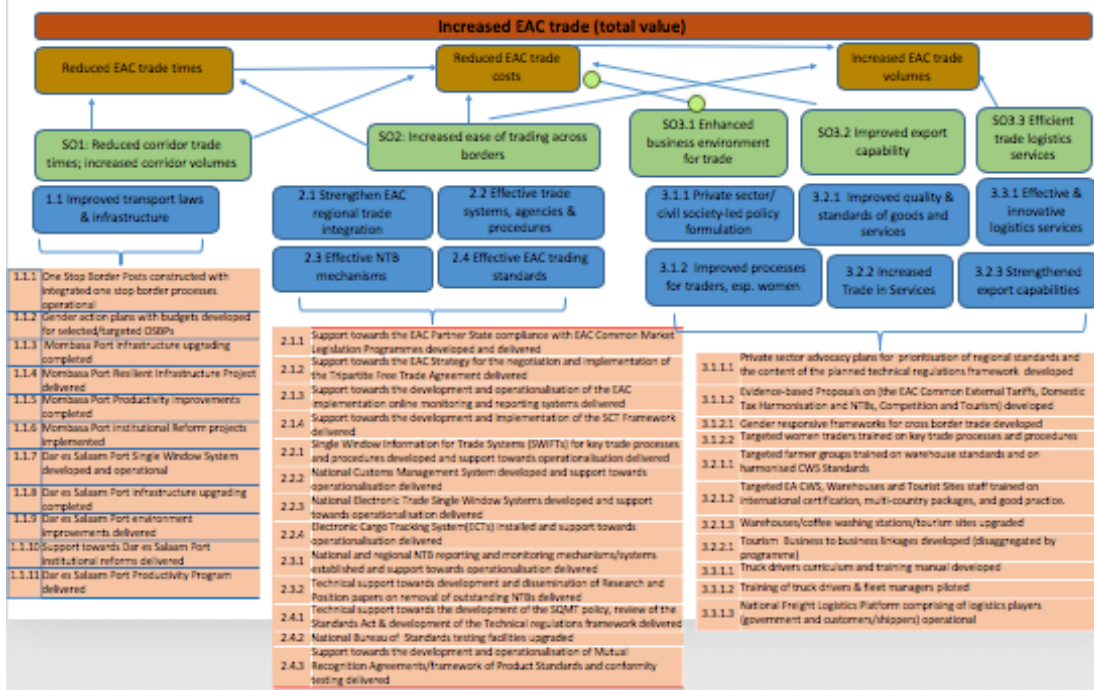 Increased EAC trade (total value)
Reduced EAC trade times
Reduced EAC trade
costs
Increased EAC trade
volumes
SO1: Reduced corridor trade
times; increased corridor volumes
SO2: Increased ease of trading across
borders
SO3.1 Enhanced
business environment
for trade
SO3.2 Improved export
capability
SO3.3 Efficient
trade logistics
services
1.1 Improved transport laws
& infrastructure
2.1 Strengthen EAC
regional trade
integration
2.2 Effective trade
systems, agencies &
procedures
2.3 Effective NTB
mechanisms
2.4 Effective EAC trading
standards
3.1.1 Private sector/
civil society-led policy
formulation
3.2.1 Improved quality &
standards of goods and
services
3.3.1 Effective &
innovative
logistics services
3.1.2 Improved processes
for traders, esp. women
3.2.2 Increased
Trade in Services
3.2.3 Strengthened
export capabilities
1.1.1 One Stop Border Posts constructed with
integrated one stop border processes
operational
1.1.2 Gender action plans with budgets developed
for selected/targeted OSBPs
1.1.3 Mombasa Port Infrastructure upgrading
completed
1.1.4 Mombasa Port Resilient Infrastructure Project
delivered
1.1.5 Mombasa Port Productivity Improvements
completed
1.1.6 Mombasa Port Institutional Reform projects
implemented
1.1.7 Dar es Salaam Port Single Window System
developed and operational
1.1.8 Dar es Salaam Port Infrastructure upgrading
completed
1.1.9 Dar es Salaam Port environment
improvements delivered
1.1.10 Support towards Dar es Salaam Port
institutional reforms delivered
1.1.11 Dar es Salaam Port Productivity Program
delivered
2.1.1 Support towards the EAC Partner State compliance with EAC Common Market
Legislation Programmes developed and delivered
2.1.2 Support towards the EAC Strategy for the negotiation and implementation of
the Tripartite Free Trade Agreement delivered
2.1.3 Support towards the development and operationalisation of the EAC
implementation online monitoring and reporting systems delivered
2.1.4 Support towards the development and implementation of the SCT Framework
delivered
2.2.1 Single Window Information for Trade Systems (SWIFTs) for key trade processes
and procedures developed and support towards operationalisation delivered
2.2.2 National Customs Management System developed and support towards
operationalisation delivered
2.2.3 National Electronic Trade Single Window Systems developed and support
towards operationalisation delivered
2.2.4 Electronic Cargo Tracking System(ECTs) installed and support towards
operationalisation delivered
2.3.1 National and regional NTB reporting and monitoring mechanisms/systems
established and support towards operationalisation delivered
2.3.2 Technical support towards development and dissemination of Research and
Position papers on removal of outstanding NTBs delivered
2.4.1 Technical support towards the development of the SQMT policy, review of the
Standards Act & development of the Technical regulations framework delivered
2.4.2 National Bureau of Standards testing facilities upgraded
2.4.3 Support towards the development and operationalisation of Mutual
Recognition Agreements/framework of Product Standards and conformity
testing delivered
3.1.1.1 Private sector advocacy plans for prioritisation of regional standards and
the content of the planned technical regulations framework developed
3.1.1.2 Evidence-based Proposals on (the EAC Common External Tariffs, Domestic
Tax Harmonisation and NTBs, Competition and Tourism) developed
3.1.2.1 Gender responsive frameworks for cross border trade developed
3.1.2.2 Targeted women traders trained on key trade processes and procedures
3.2.1.1 Targeted farmer groups trained on warehouse standards and on
harmonised CWS Standards
3.2.1.2 Targeted EA CWS, Warehouses and Tourist Sites staff trained on
international certification, multi-country packages, and good practice.
3.2.1.3 Warehouses/coffee washing stations/tourism sites upgraded
3.2.2.1 Tourism Business to business linkages developed (disaggregated by
programme)
3.3.1.1 Truck drivers curriculum and training manual developed
3.3.1.2 Training of truck drivers & fleet managers piloted
3.3.1.3 National Freight Logistics Platform comprising of logistics players
(government and customers/shippers) operational